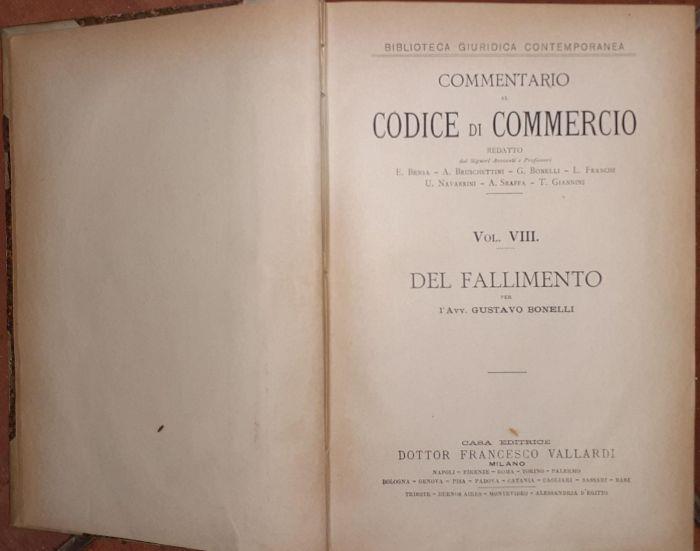 BIBLIOTECA GIURIDICA CONTEMPORANEA
COMMENTARIO
AL
CODICE DI COMMERCIO
REDATTO
dai Signori Avvocati e Professori
E. BENSA - A. BRUSCHETTINI - G. BONELLI - L. FRANCHI
U. NAVARRINI - A. SRAFFA - T. GIANNINI
VOL. VIII.
DEL FALLIMENTO
PER
l'AVV. GUSTAVO BONELLI
CASA EDITRICE
DOTTOR FRANCESCO VALLARDI
MILANO
NAPOLI - FIRENZE - ROMA - TORINO - PALERMO
BOLOGNA - GENOVA - PISA - PADOVA - CATANIA - CAGLIARI - SASSARI - BARI
TRIESTE - BUENOS AIRES - MONTEVIDEO - ALESSANDRIA D'EGITTO